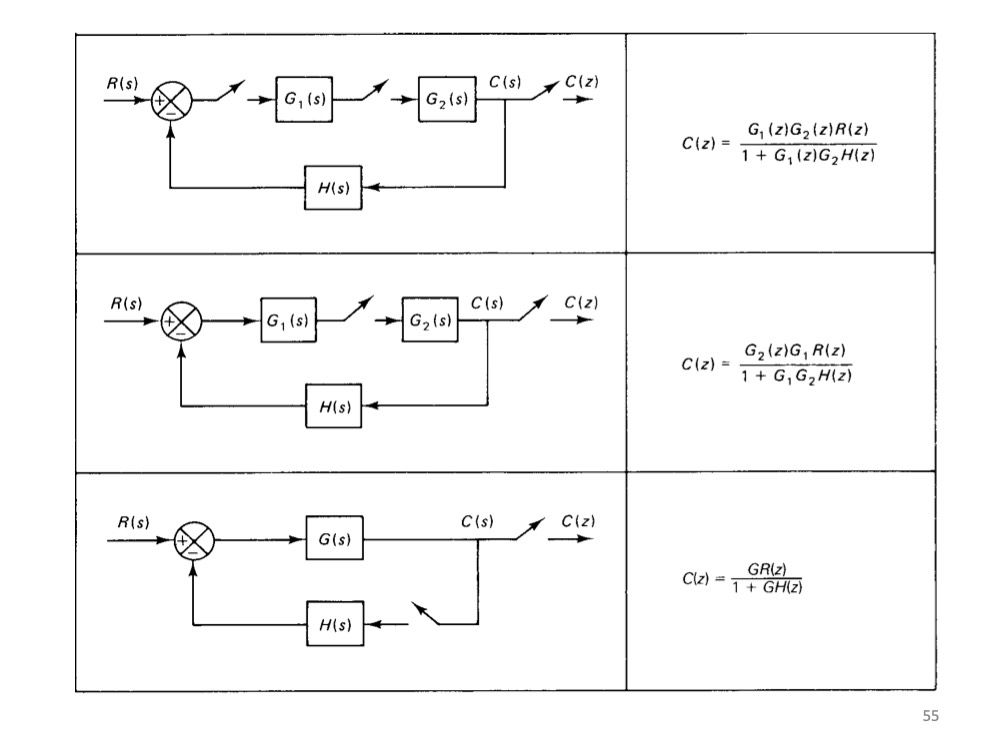 R(s)
+
−
G₁(s)
G₂(s)
C(s)
C(z)
H(s)
C(z) = G₁(z)G₂(z)R(z) / 1 + G₁(z)G₂H(z)
R(s)
+
−
G₁(s)
G₂(s)
C(s)
C(z)
H(s)
C(z) = G₂(z)G₁R(z) / 1 + G₁G₂H(z)
R(s)
+
−
G(s)
C(s)
C(z)
H(s)
C(z) = GR(z) / 1 + GH(z)
55